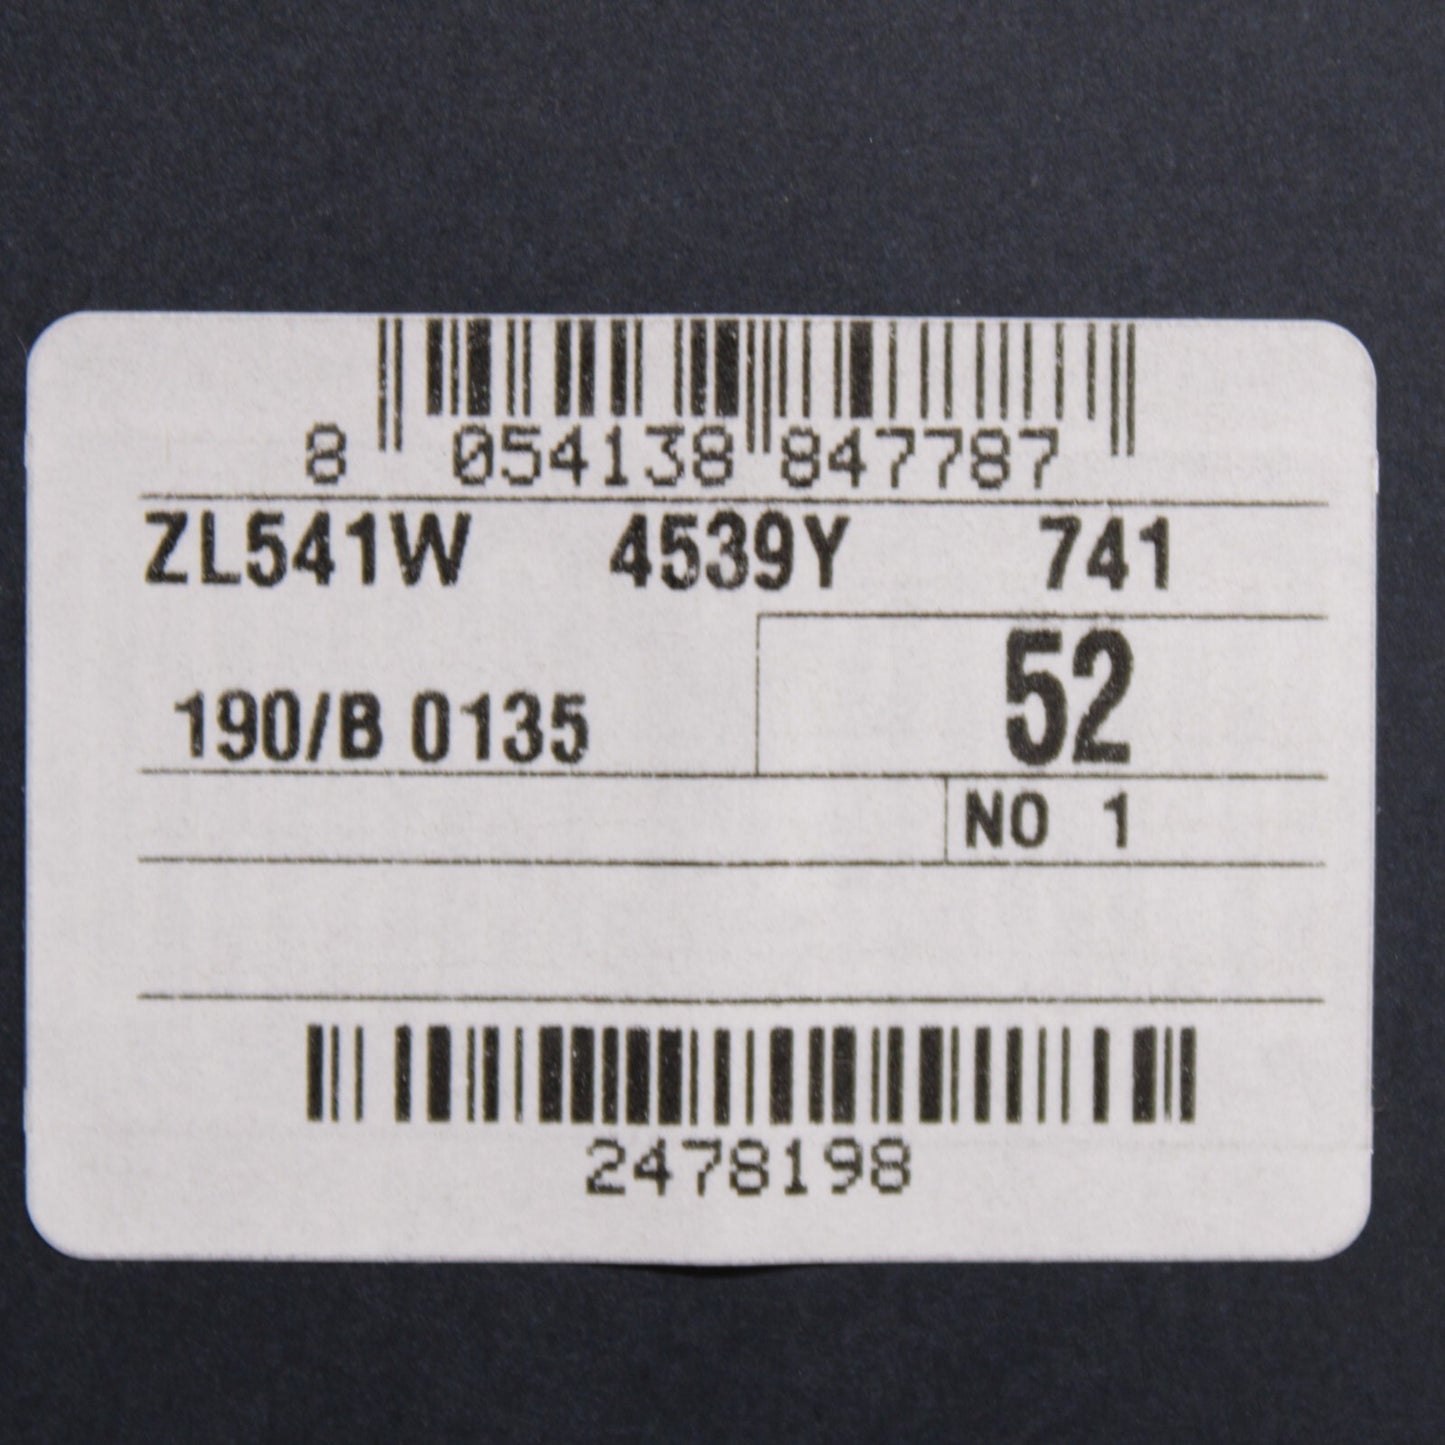 8 054138 847787
ZL541W 4539Y 741
190/B 0135 52
NO 1
2478198